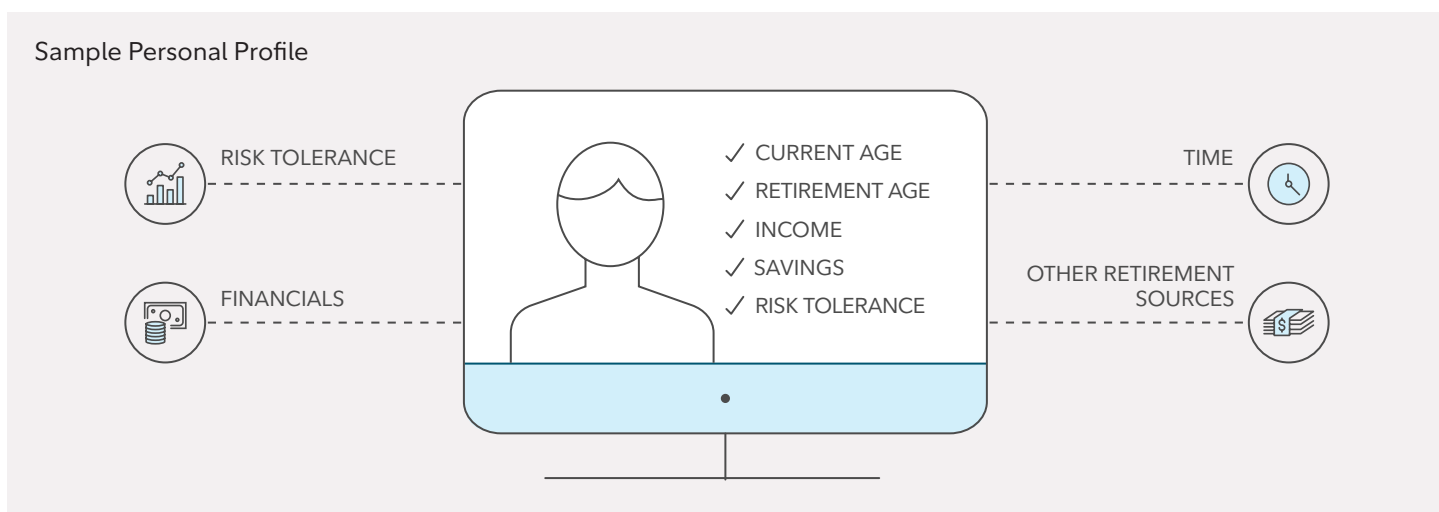 Sample Personal Profile
RISK TOLERANCE
FINANCIALS
✓ CURRENT AGE
✓ RETIREMENT AGE
✓ INCOME
✓ SAVINGS
✓ RISK TOLERANCE
TIME
OTHER RETIREMENT
SOURCES
$